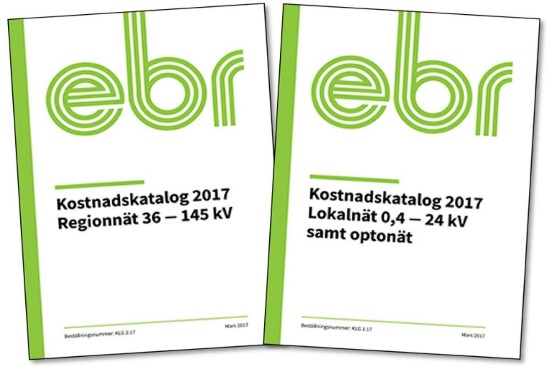 ebr
Kostnadskatalog 2017
Regionnät 36 – 145 kV
Beställningsnummer: KLG 2:17
Mars 2017
ebr
Kostnadskatalog 2017
Lokalnät 0,4 – 24 kV
samt optonät
Beställningsnummer: KLG 1:17
Mars 2017